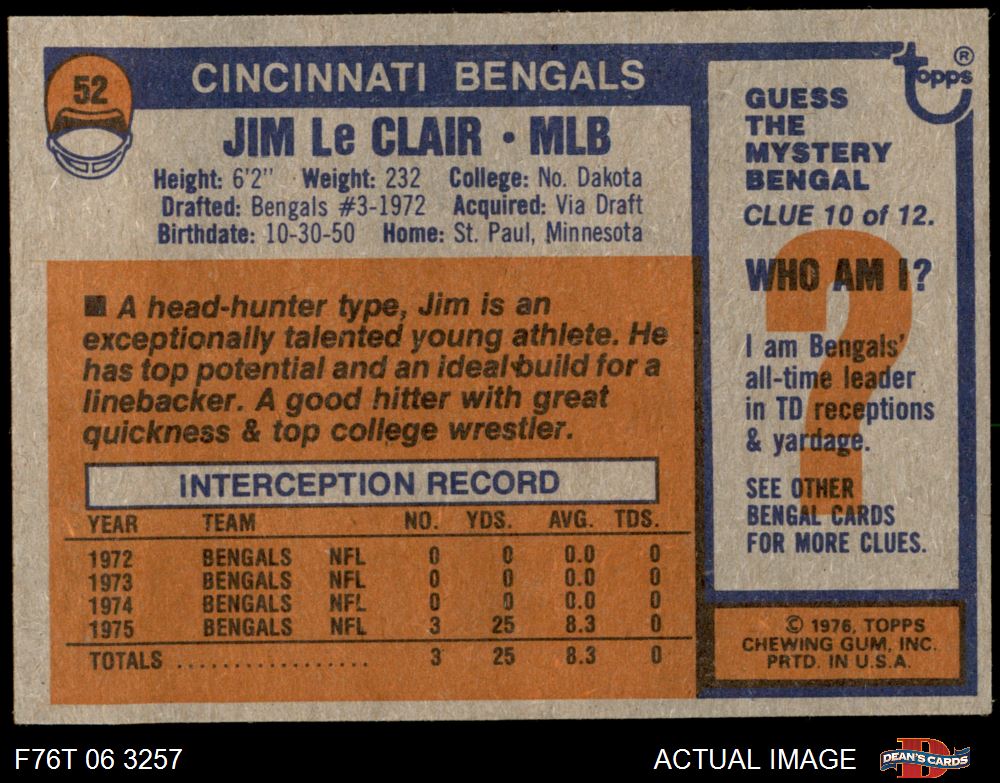 52
CINCINNATI BENGALS
JIM Le CLAIR • MLB
Height: 6'2" Weight: 232 College: No. Dakota
Drafted: Bengals #3-1972 Acquired: Via Draft
Birthdate: 10-30-50 Home: St. Paul, Minnesota
■ A head-hunter type, Jim is an
exceptionally talented young athlete. He
has top potential and an ideal build for a
linebacker. A good hitter with great
quickness & top college wrestler.
INTERCEPTION RECORD
YEAR TEAM NO. YDS. AVG. TDS.
1972 BENGALS NFL 0 0 0.0 0
1973 BENGALS NFL 0 0 0.0 0
1974 BENGALS NFL 0 0 0.0 0
1975 BENGALS NFL 3 25 8.3 0
TOTALS .................. 3 25 8.3 0
Topps ®
GUESS
THE
MYSTERY
BENGAL
CLUE 10 of 12.
WHO AM I?
I am Bengals'
all-time leader
in TD receptions
& yardage.
SEE OTHER
BENGAL CARDS
FOR MORE CLUES.
© 1976, TOPPS
CHEWING GUM, INC.
PRTD. IN U.S.A.
F76T 06 3257
ACTUAL IMAGE
DEAN'S CARDS